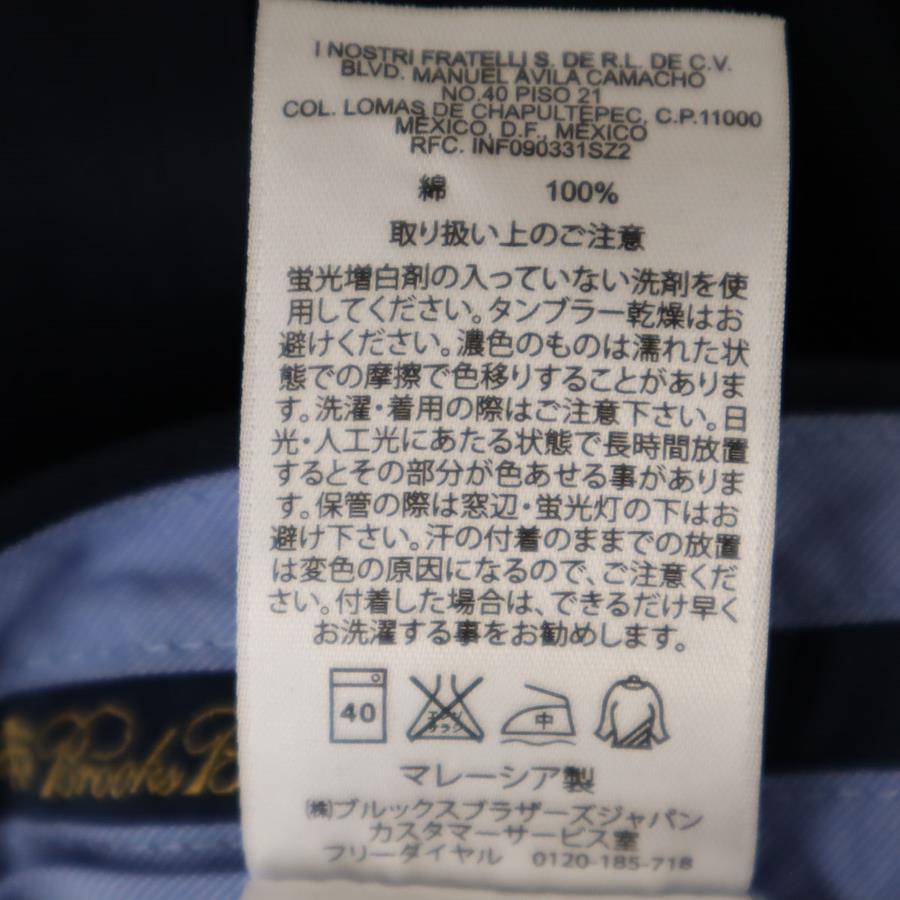 I NOSTRI FRATELLI S. DE R.L. DE C.V.
BLVD. MANUEL AVILA CAMACHO
NO.40 PISO 21
COL. LOMAS DE CHAPULTEPEC, C.P.11000
MÉXICO, D.F., MÉXICO
RFC. INF090331SZ2
綿 100%
取り扱い上のご注意
蛍光増白剤の入っていない洗剤を使
用してください。タンブラー乾燥はお
避けください。濃色のものは濡れた状
態での摩擦で色移りすることがありま
す。洗濯・着用の際はご注意下さい。日
光・人工光にあたる状態で長時間放置
するとその部分が色あせる事がありま
す。保管の際は窓辺・蛍光灯の下はお
避け下さい。汗の付着のままでの放置
は変色の原因になるので、ご注意くだ
さい。付着した場合は、できるだけ早く
お洗濯する事をお勧めします。
40
エンソ
サラシ
中
マレーシア製
(株)ブルックスブラザーズジャパン
カスタマーサービス室
フリーダイヤル 0120-185-718
Brooks B